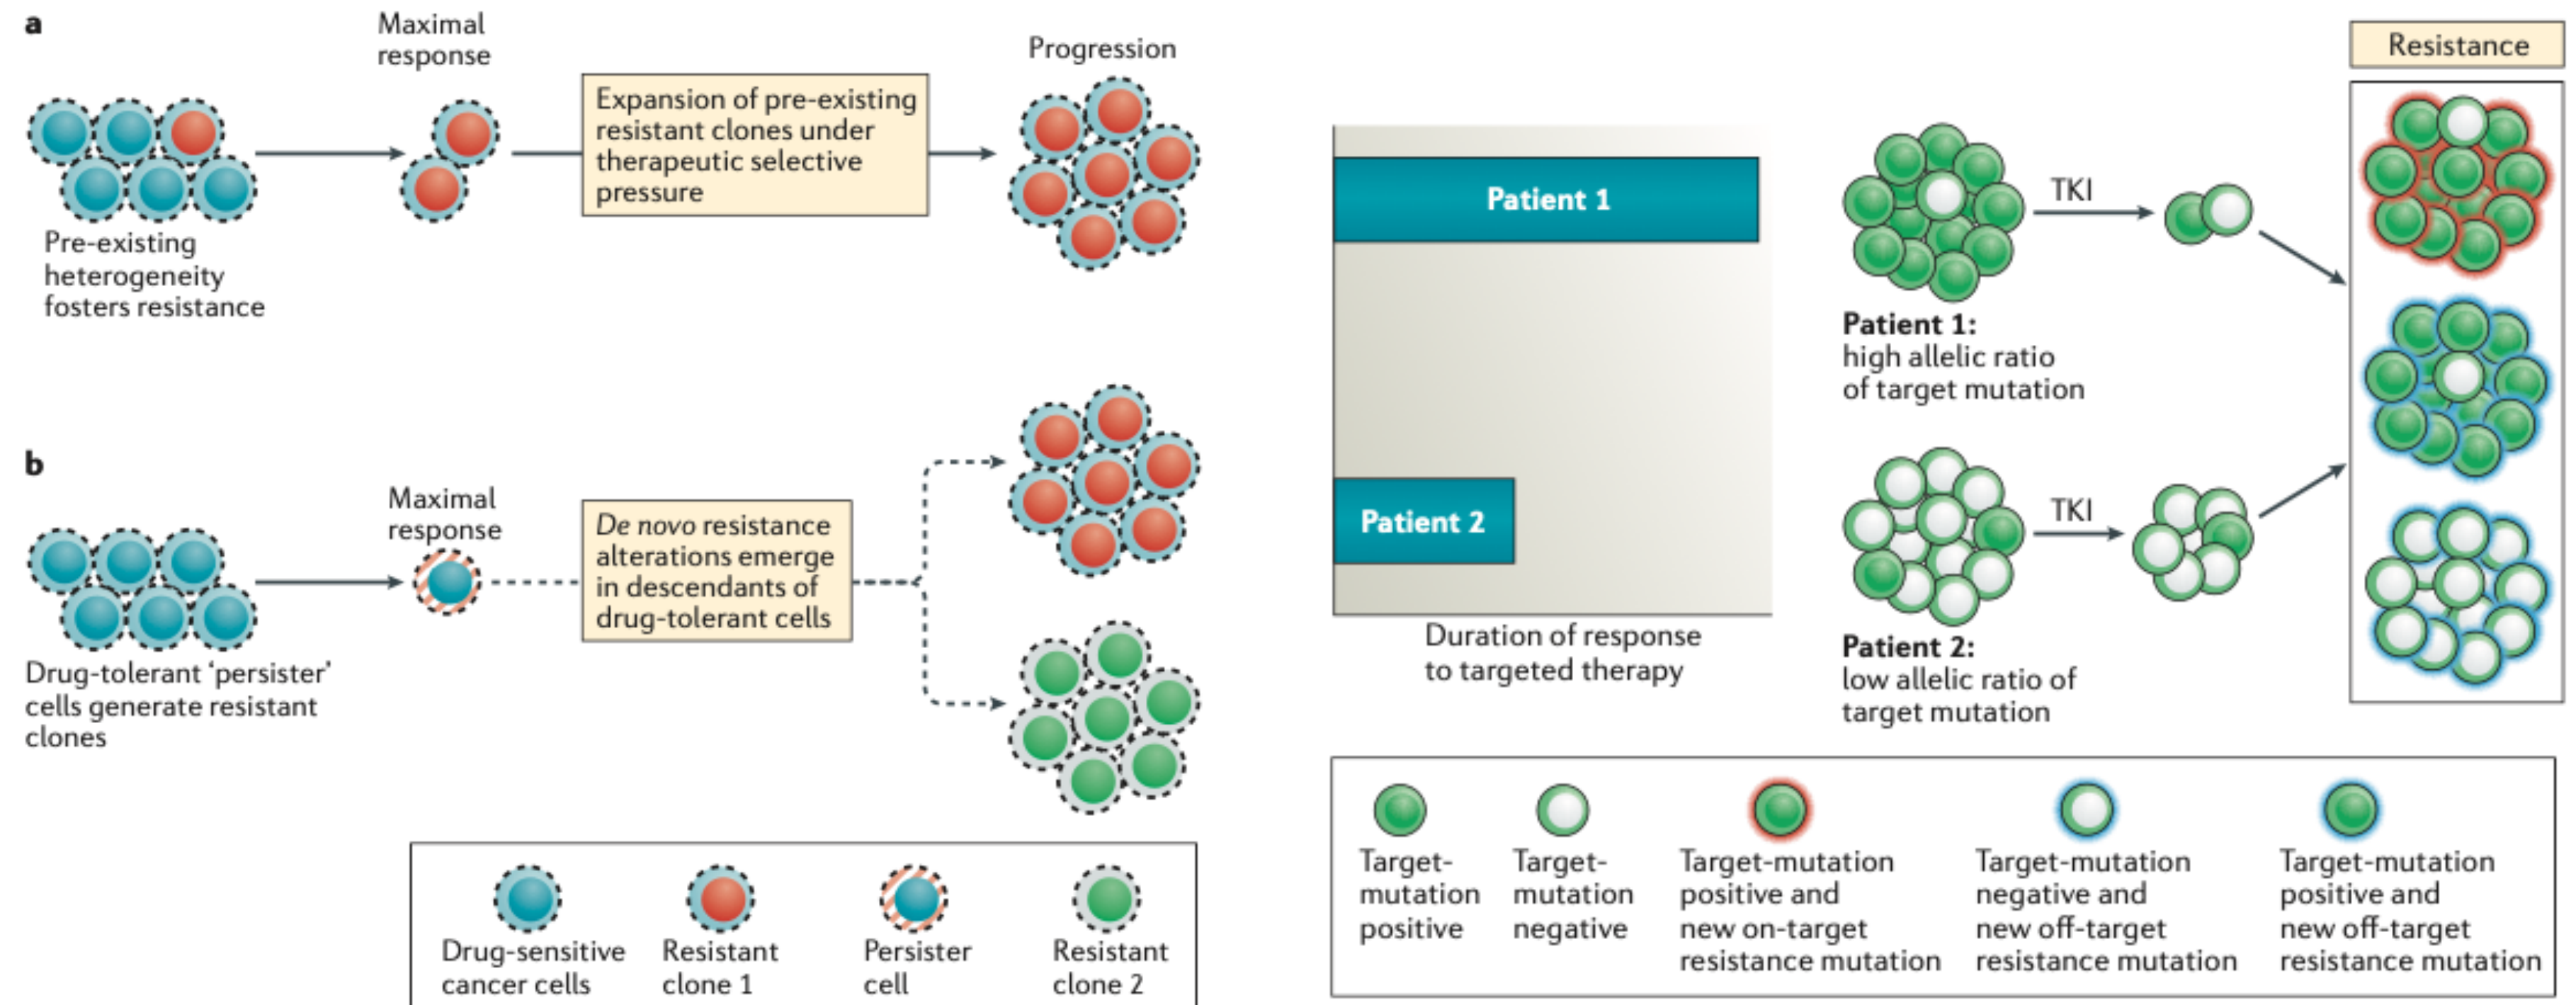 a
Maximal
response
Progression
Expansion of pre-existing
resistant clones under
therapeutic selective
pressure
Pre-existing
heterogeneity
fosters resistance
b
Maximal
response
De novo resistance
alterations emerge
in descendants of
drug-tolerant cells
Drug-tolerant ‘persister’
cells generate resistant
clones
Drug-sensitive
cancer cells
Resistant
clone 1
Persister
cell
Resistant
clone 2
Patient 1
Patient 2
Duration of response
to targeted therapy
TKI
Patient 1:
high allelic ratio
of target mutation
TKI
Patient 2:
low allelic ratio of
target mutation
Resistance
Target-
mutation
positive
Target-
mutation
negative
Target-mutation
positive and
new on-target
resistance mutation
Target-mutation
negative and
new off-target
resistance mutation
Target-mutation
positive and
new off-target
resistance mutation